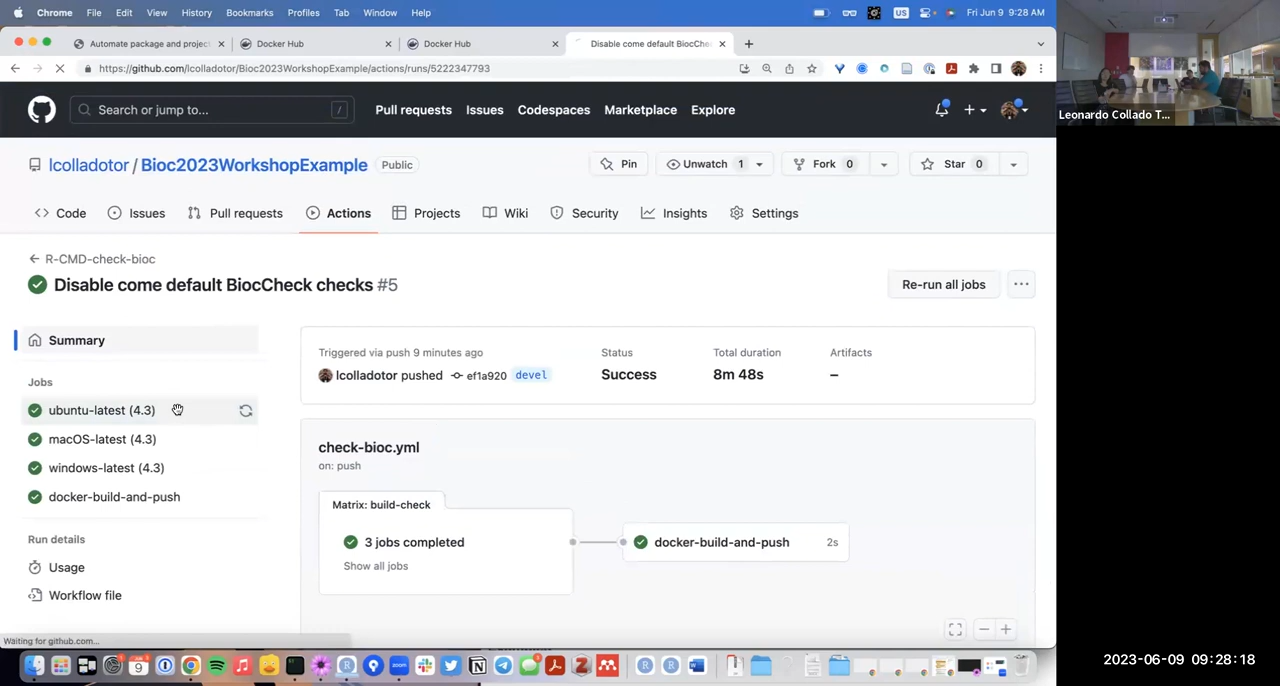 Chrome File Edit View History Bookmarks Profiles Tab Window Help US Fri Jun 9 9:28 AM
Automate package and projec Docker Hub Docker Hub Disable come default BiocChe
https://github.com/lcolladotor/Bioc2023WorkshopExample/actions/runs/5222347793
Leonardo Collado T...
Search or jump to... / Pull requests Issues Codespaces Marketplace Explore
lcolladotor / Bioc2023WorkshopExample Public Pin Unwatch 1 Fork 0 Star 0
Code Issues Pull requests Actions Projects Wiki Security Insights Settings
R-CMD-check-bioc
Disable come default BiocCheck checks #5 Re-run all jobs
Summary
Jobs
ubuntu-latest (4.3)
macOS-latest (4.3)
windows-latest (4.3)
docker-build-and-push
Run details
Usage
Workflow file
Triggered via push 9 minutes ago Status Total duration Artifacts
lcolladotor pushed ef1a920 devel Success 8m 48s –
check-bioc.yml
on: push
Matrix: build-check
3 jobs completed docker-build-and-push 2s
Show all jobs
Waiting for github.com...
2023-06-09 09:28:18